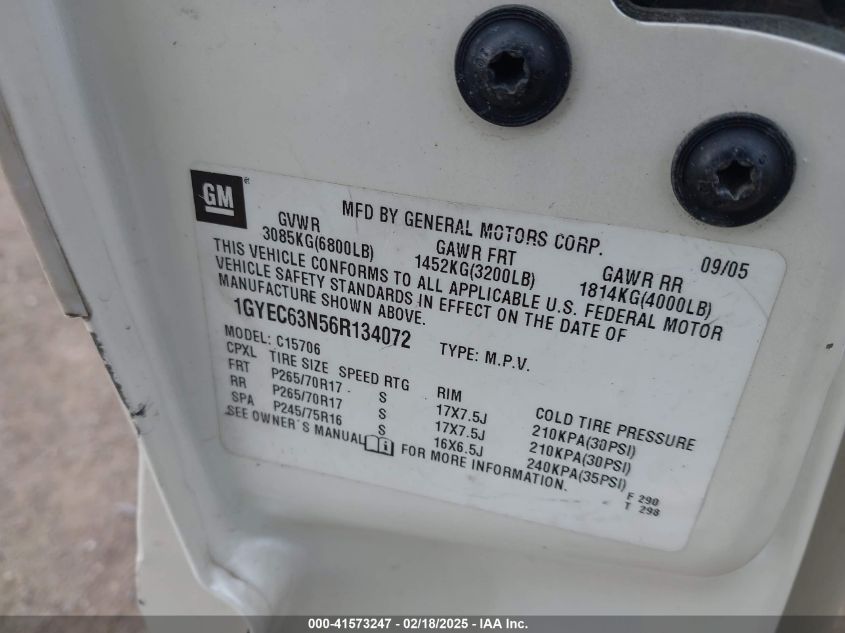 GM
MFD BY GENERAL MOTORS CORP. 09/05
GVWR GAWR FRT GAWR RR
3085KG(6800LB) 1452KG(3200LB) 1814KG(4000LB)
THIS VEHICLE CONFORMS TO ALL APPLICABLE U.S. FEDERAL MOTOR
VEHICLE SAFETY STANDARDS IN EFFECT ON THE DATE OF
MANUFACTURE SHOWN ABOVE.
1GYEC63N56R134072 TYPE: M.P.V.
MODEL: C15706
CPXL TIRE SIZE SPEED RTG RIM COLD TIRE PRESSURE
FRT P265/70R17 S 17X7.5J 210KPA(30PSI)
RR P265/70R17 S 17X7.5J 210KPA(30PSI)
SPA P245/75R16 S 16X6.5J 240KPA(35PSI)
SEE OWNER'S MANUAL FOR MORE INFORMATION.
F 290
T 298
000-41573247 - 02/18/2025 - IAA Inc.